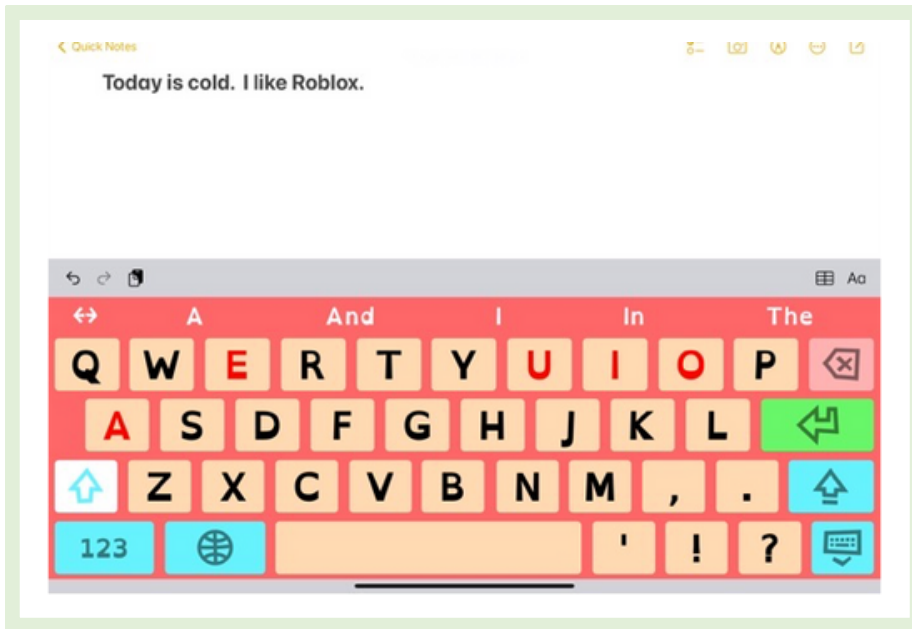 Quick Notes
Today is cold. I like Roblox.
Aa
A And I In The
Q W E R T Y U I O P
A S D F G H J K L
Z X C V B N M , .
123 ' ! ?